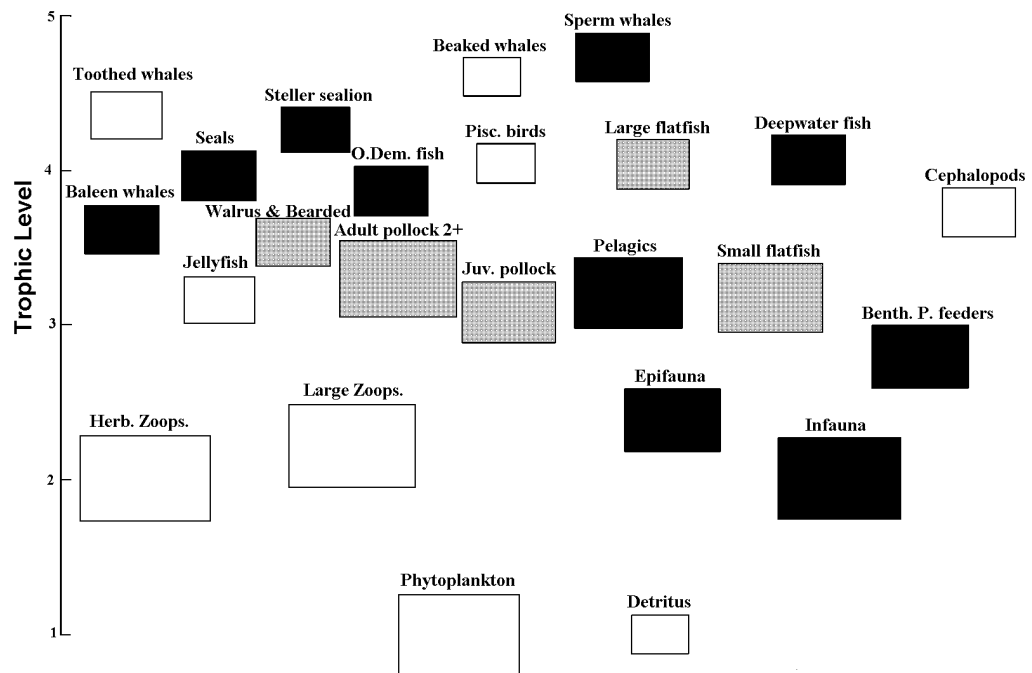 5
Sperm whales
Beaked whales
Toothed whales
Steller sealion
Pisc. birds
Large flatfish
Deepwater fish
Seals
O.Dem. fish
4
Cephalopods
Baleen whales
Walrus & Bearded
Adult pollock 2+
Pelagics
Small flatfish
Jellyfish
Juv. pollock
Trophic Level
3
Benth. P. feeders
Epifauna
Large Zoops.
Herb. Zoops.
Infauna
2
Phytoplankton
Detritus
1